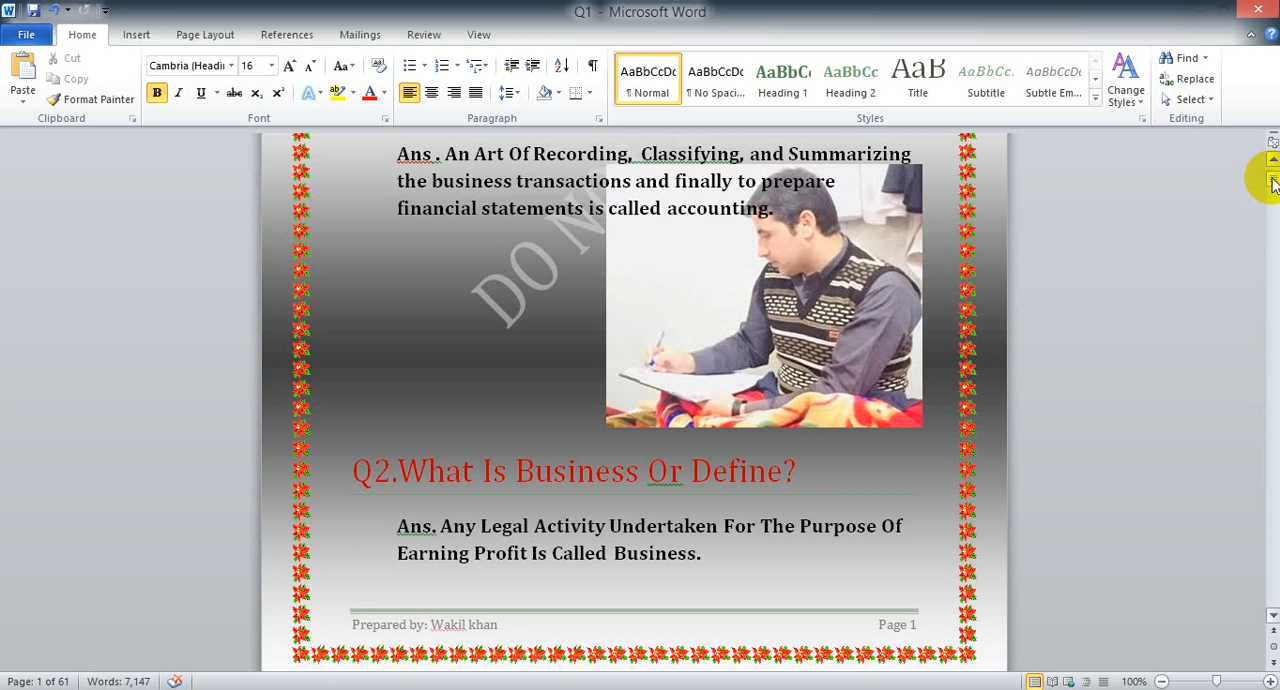 Q1 - Microsoft Word
File Home Insert Page Layout References Mailings Review View
Cut
Copy
Format Painter
Paste
Cambria (Headi 16
Aa
B I U abc x₂ x² A A
AaBbCcDc AaBbCcDc AaBbCc AaBbCc AaB AaBbCc. AaBbCcDc
¶ Normal ¶ No Spaci... Heading 1 Heading 2 Title Subtitle Subtle Em...
Change Styles
Find
Replace
Select
Clipboard Font Paragraph Styles Editing
Ans . An Art Of Recording, Classifying, and Summarizing
the business transactions and finally to prepare
financial statements is called accounting.
DO N
Q2.What Is Business Or Define?
Ans. Any Legal Activity Undertaken For The Purpose Of
Earning Profit Is Called Business.
Prepared by: Wakil khan Page 1
Page: 1 of 61 Words: 7,147 100%